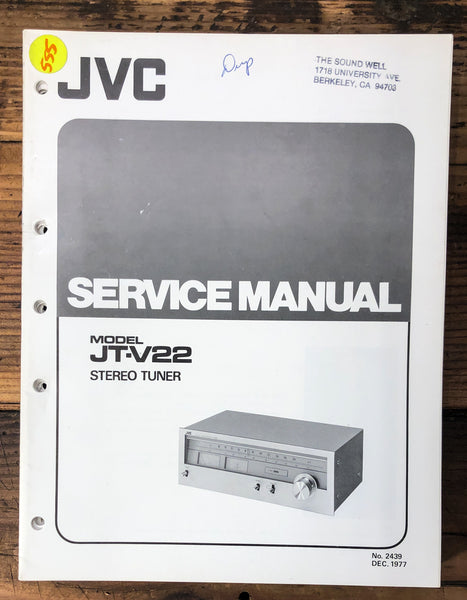 555
JVC
Dup
THE SOUND WELL
1718 UNIVERSITY AVE.
BERKELEY, CA 94703
SERVICE MANUAL
MODEL
JT-V22
STEREO TUNER
No. 2439
DEC. 1977